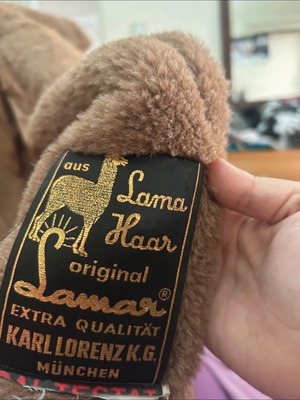 aus
Lama
Haar
original
Lamar®
EXTRA QUALITÄT
KARL LORENZ K.G.
MÜNCHEN